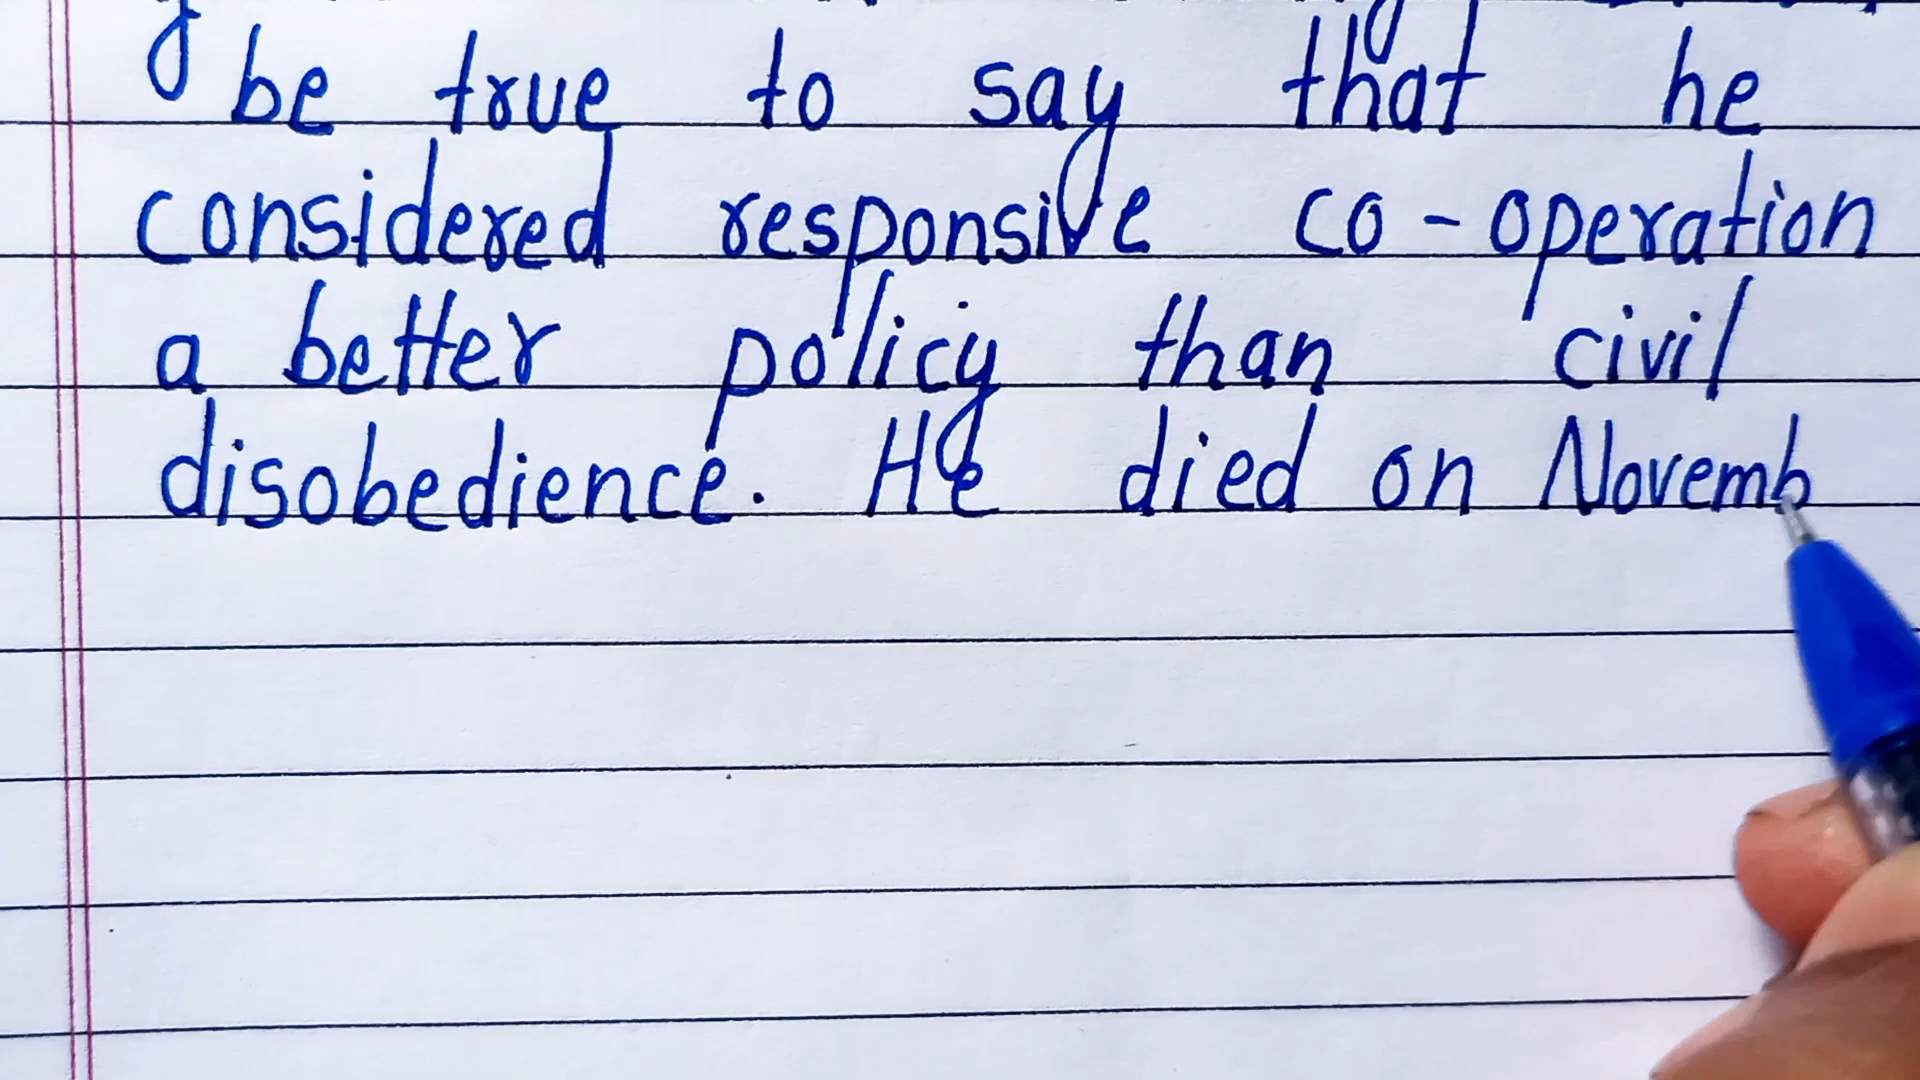 be true to say that he
considered responsive co-operation
a better policy than civil
disobedience. He died on Novemb